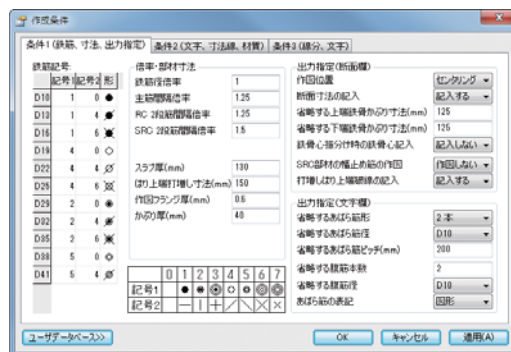 作成条件
条件1(鉄筋、寸法、出力指定) 条件2(文字、寸法線、材質) 条件3(線分、文字)
鉄筋記号:
記号1 記号2 形
D10 1 0
D13 1 4
D16 1 6
D19 4 0
D22 4 4
D25 4 6
D29 2 0
D32 2 4
D35 2 6
D38 5 0
D41 5 4
倍率・部材寸法
鉄筋径倍率 1
主筋間隔倍率 1.25
RC 2段筋間隔倍率 1.25
SRC 2段筋間隔倍率 1.5
スラブ厚(mm) 130
はり上端打増し寸法(mm) 150
作図フランジ厚(mm) 0.6
かぶり厚(mm) 40
0 1 2 3 4 5 6 7
記号1
記号2
出力指定(断面欄)
作図位置 センタリング
断面寸法の記入 記入する
省略する上端鉄骨かぶり寸法(mm) 125
省略する下端鉄骨かぶり寸法(mm) 125
鉄骨心指分け時の鉄骨心記入 記入しない
SRC部材の幅止め筋の作図 作図しない
打増しはり上端破線の記入 記入する
出力指定(文字欄)
省略するあばら筋形 2本
省略するあばら筋径 D10
省略するあばら筋ピッチ(mm) 200
省略する腹筋本数 2
省略する腹筋径 D10
あばら筋の表記 図形
ユーザデータベース>>
OK
キャンセル
適用(A)